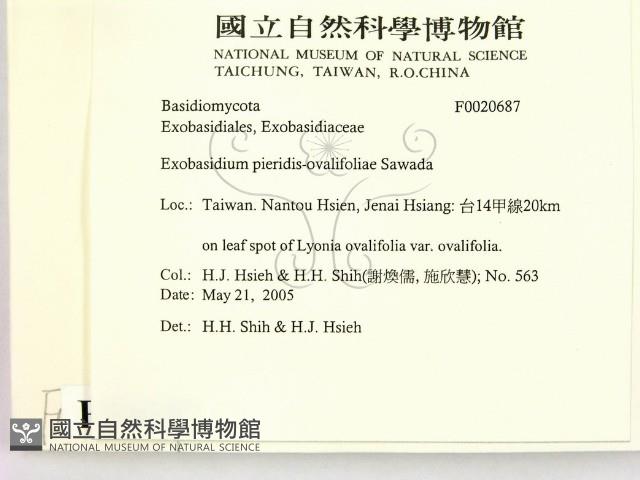 國立自然科學博物館
NATIONAL MUSEUM OF NATURAL SCIENCE
TAICHUNG, TAIWAN, R.O.CHINA
Basidiomycota F0020687
Exobasidiales, Exobasidiaceae
Exobasidium pieridis-ovalifoliae Sawada
Loc.: Taiwan. Nantou Hsien, Jenai Hsiang: 台14甲線20km
on leaf spot of Lyonia ovalifolia var. ovalifolia.
Col.: H.J. Hsieh & H.H. Shih(謝煥儒, 施欣慧); No. 563
Date: May 21, 2005
Det.: H.H. Shih & H.J. Hsieh
國立自然科學博物館
NATIONAL MUSEUM OF NATURAL SCIENCE